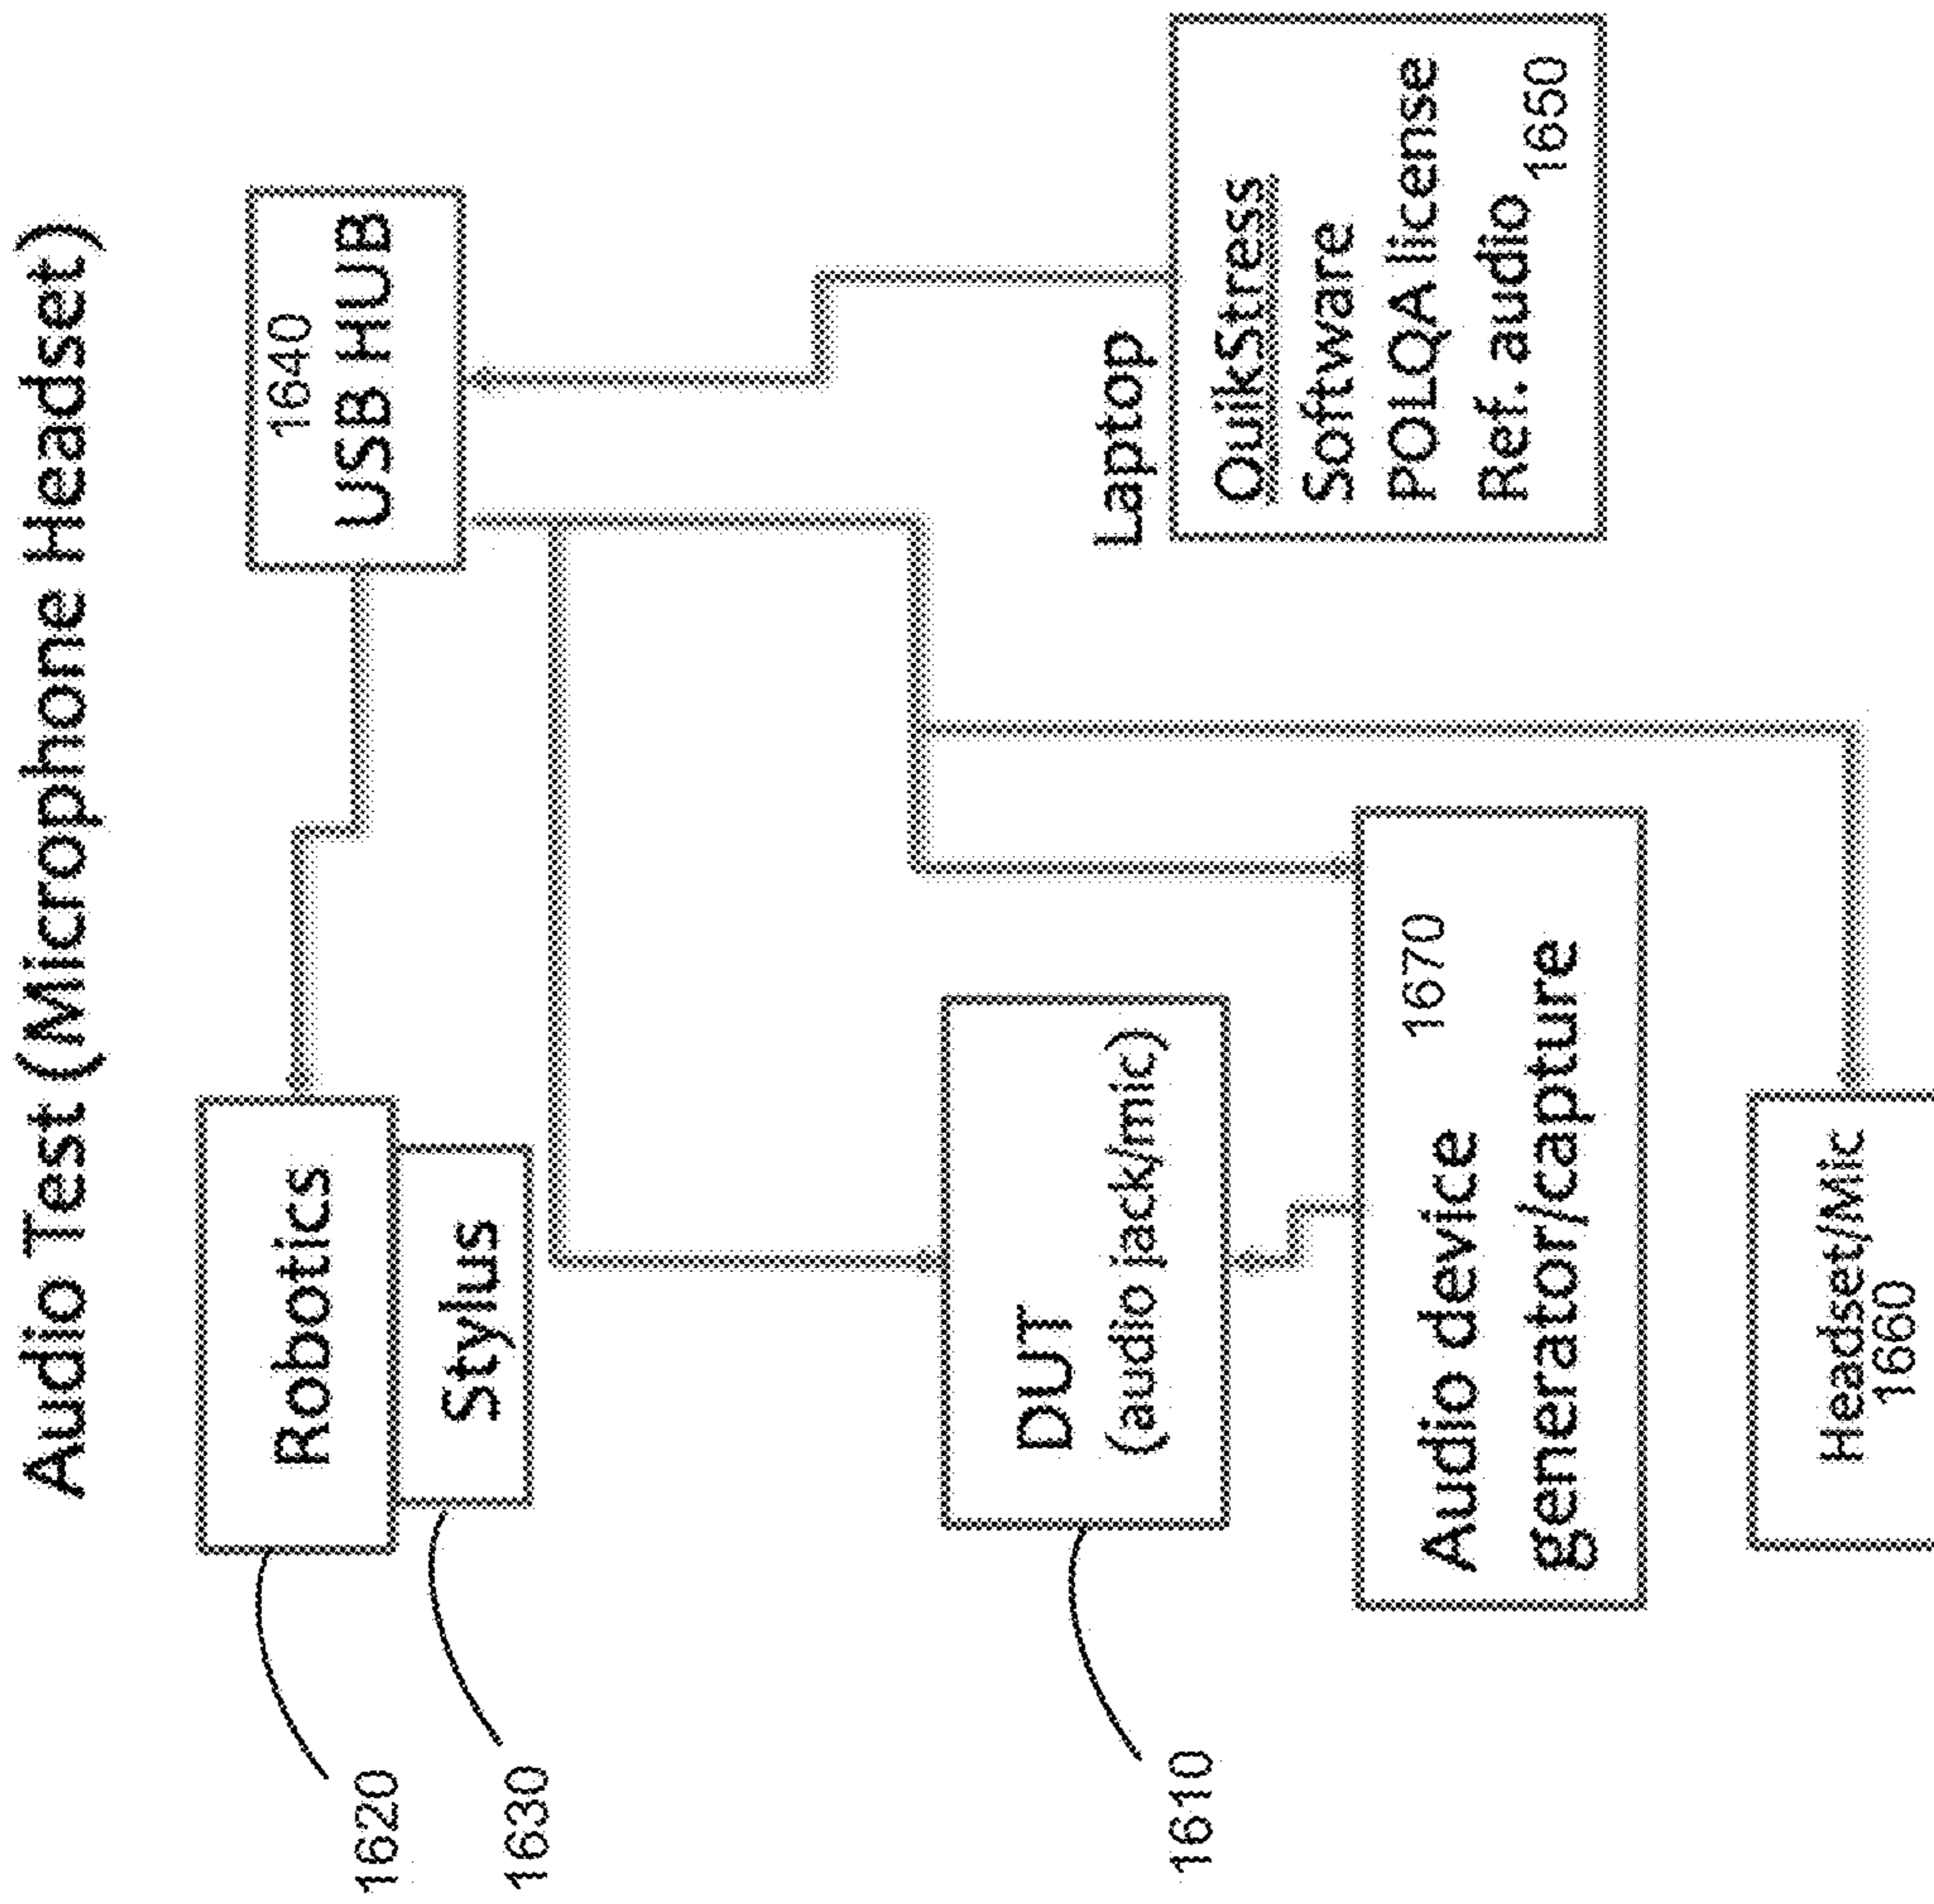 Audio Test (Microphone Headset)
1620
Robotics
1640
USB HUB
1630
Stylus
1610
DUT
(audio jack/mic)
Laptop
QuikStress
Software
POLQA license
Ref. audio
1650
1670
Audio device
generator/capture
Headset/Mic
1660